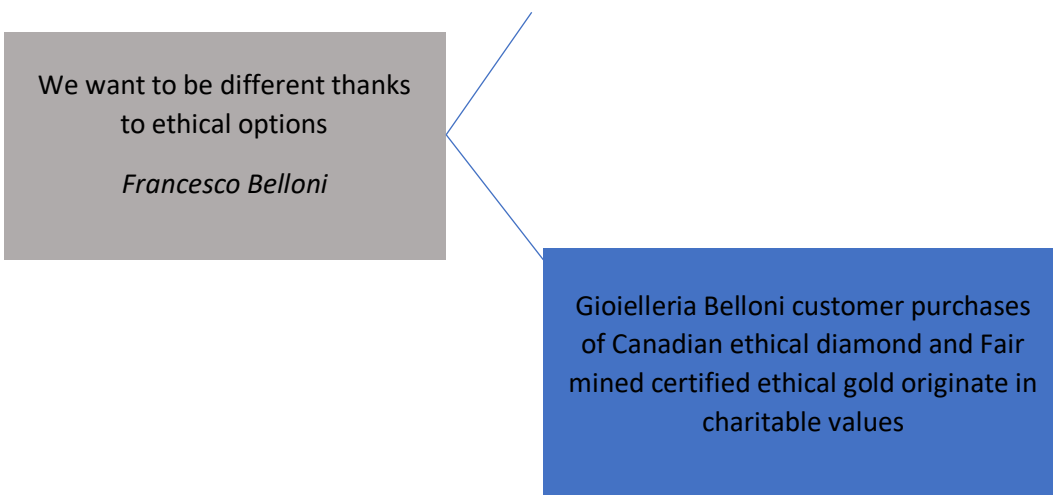 We want to be different thanks
to ethical options
Francesco Belloni
Gioielleria Belloni customer purchases
of Canadian ethical diamond and Fair
mined certified ethical gold originate in
charitable values